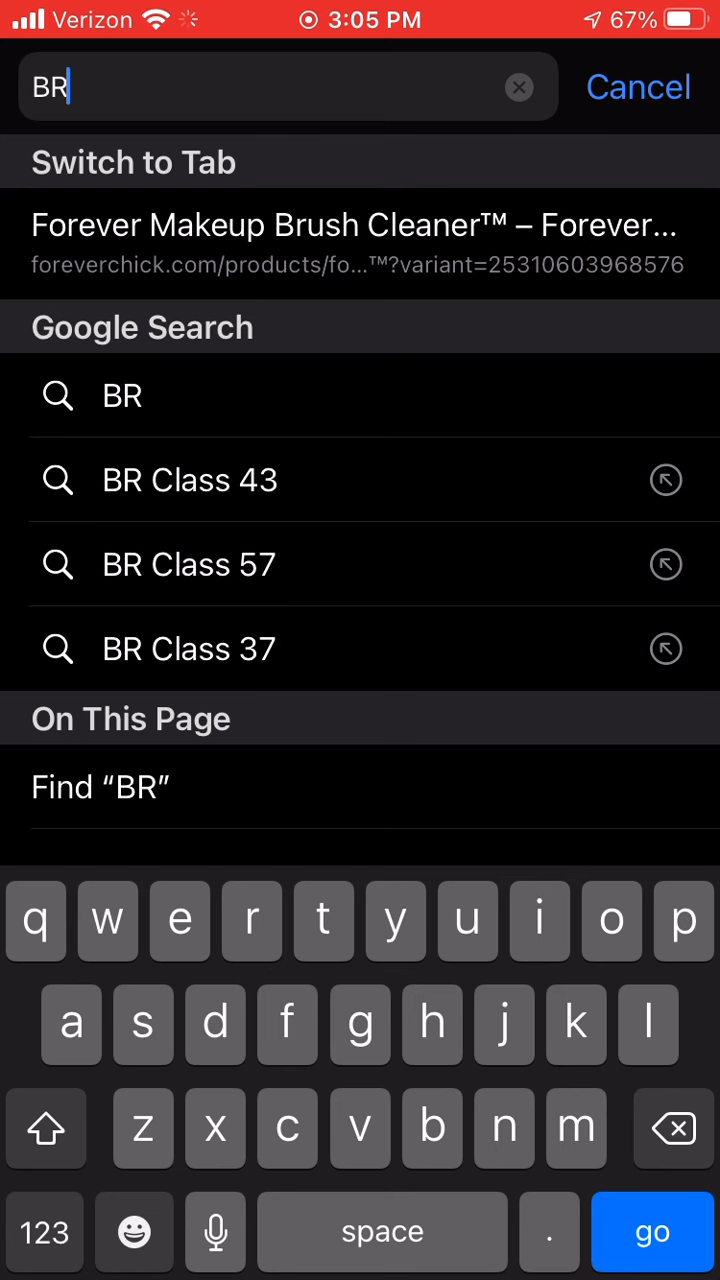 Verizon 3:05 PM 67%
BR Cancel
Switch to Tab
Forever Makeup Brush Cleaner™ – Forever...
foreverchick.com/products/fo...™?variant=25310603968576
Google Search
BR
BR Class 43
BR Class 57
BR Class 37
On This Page
Find “BR”
q w e r t y u i o p
a s d f g h j k l
z x c v b n m
123 space . go